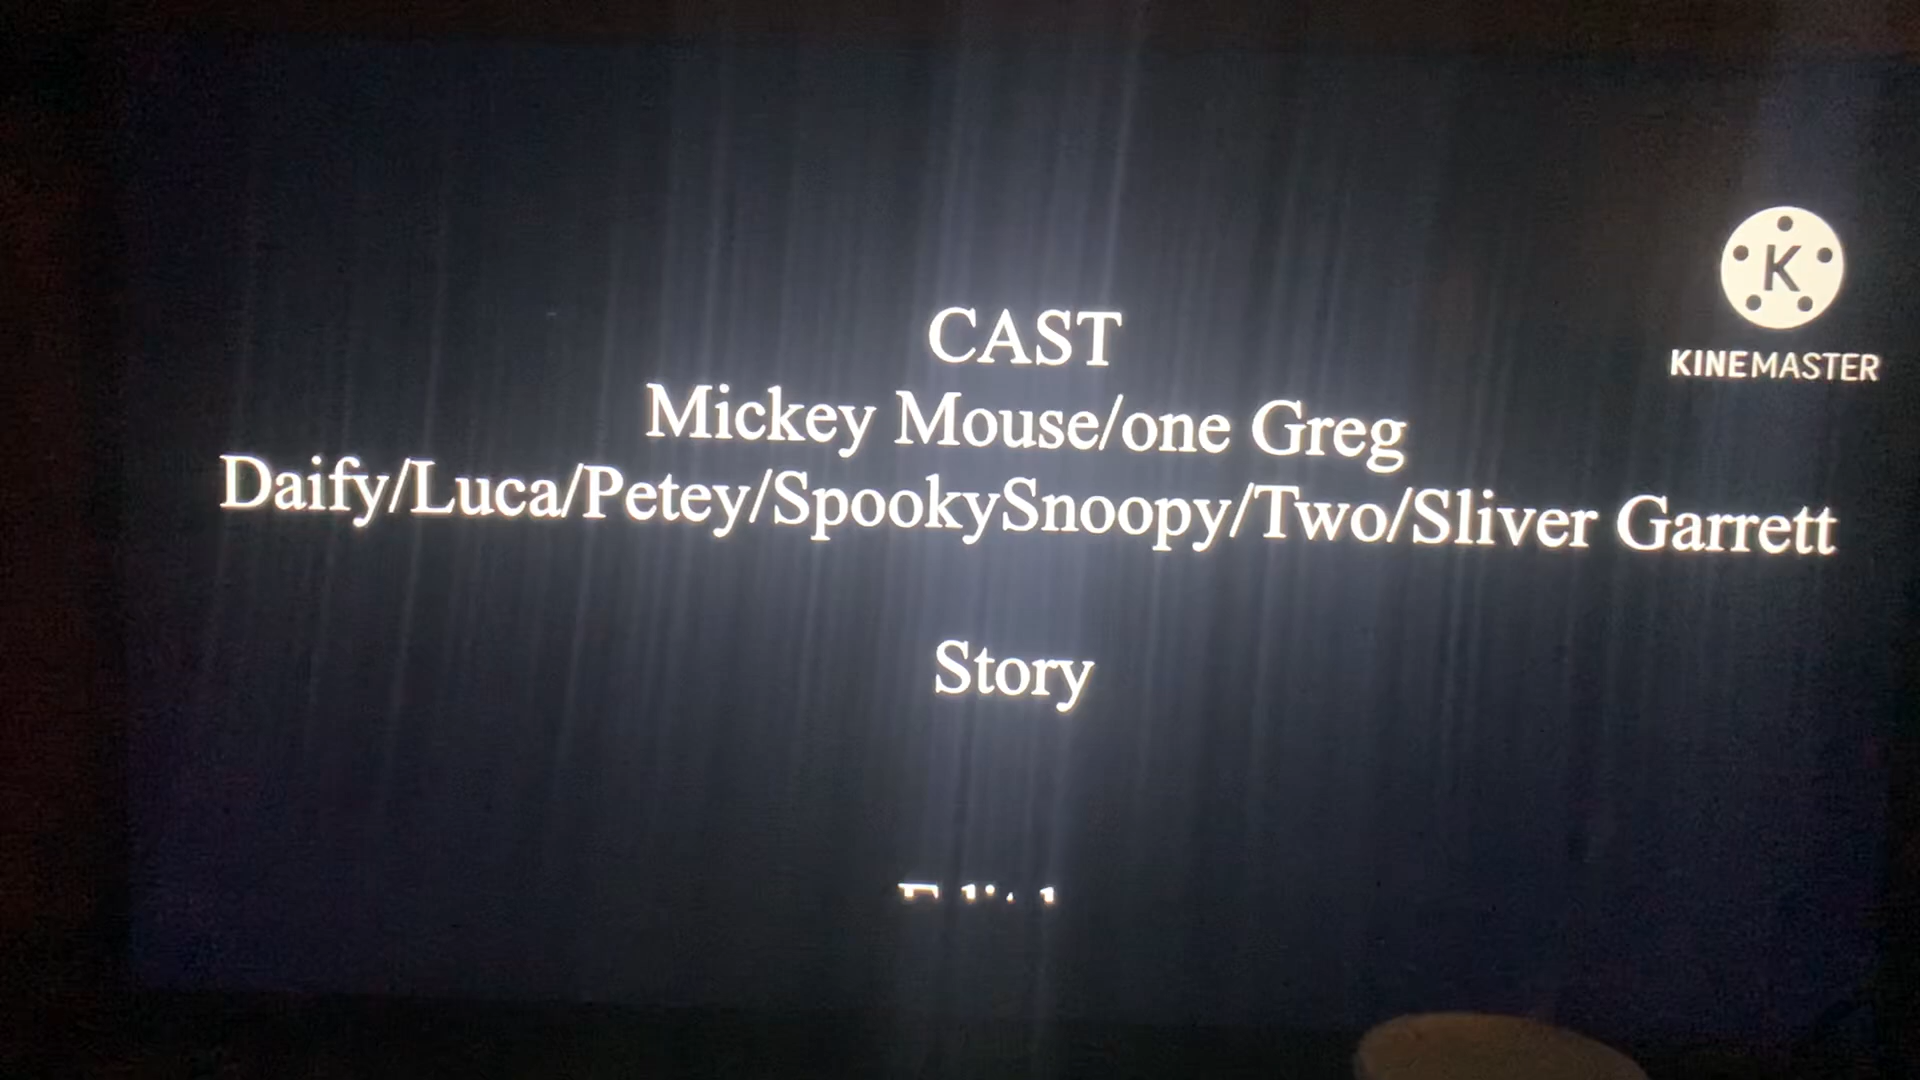 CAST
Mickey Mouse/one Greg
Daify/Luca/Petey/SpookySnoopy/Two/Sliver Garrett
Story
K
KINEMASTER